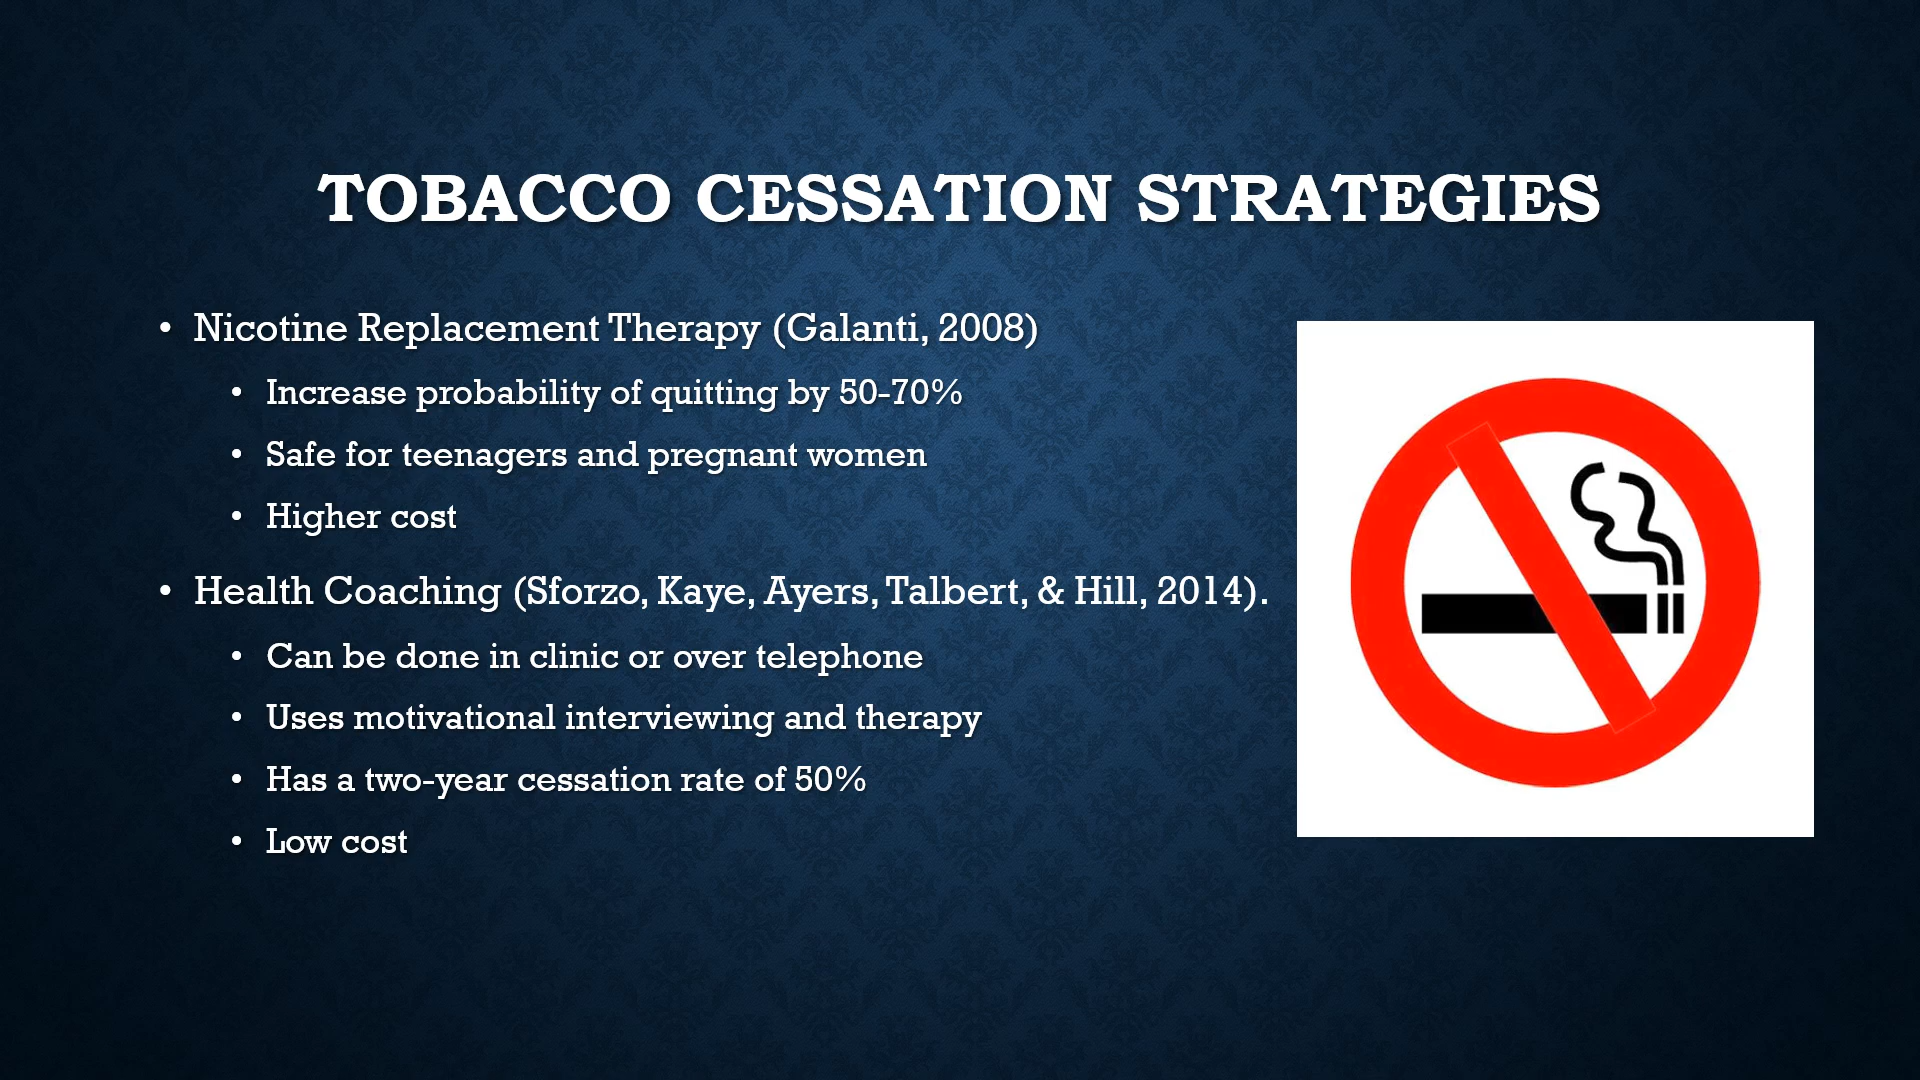 TOBACCO CESSATION STRATEGIES
• Nicotine Replacement Therapy (Galanti, 2008)
• Increase probability of quitting by 50-70%
• Safe for teenagers and pregnant women
• Higher cost
• Health Coaching (Sforzo, Kaye, Ayers, Talbert, & Hill, 2014).
• Can be done in clinic or over telephone
• Uses motivational interviewing and therapy
• Has a two-year cessation rate of 50%
• Low cost